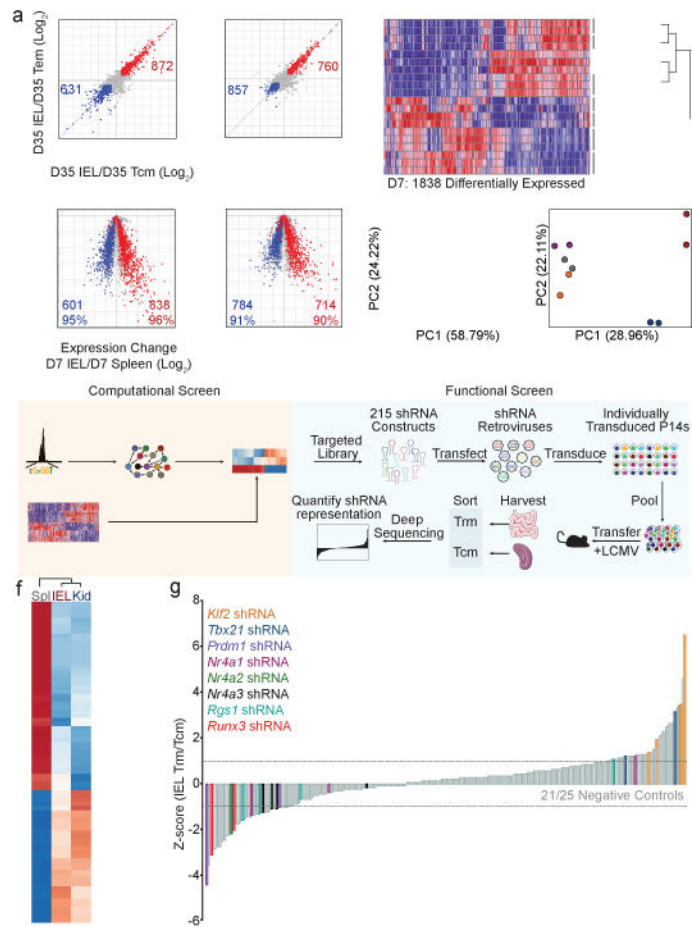 a
D35 IEL/D35 Tem (Log2)
631
872
857
760
D35 IEL/D35 Tcm (Log2)
D7: 1838 Differentially Expressed
601
95%
838
96%
784
91%
714
90%
Expression Change
D7 IEL/D7 Spleen (Log2)
PC2 (24.22%)
PC1 (58.79%)
PC2 (22.11%)
PC1 (28.96%)
Computational Screen
Functional Screen
Targeted
Library
215 shRNA
Constructs
Transfect
shRNA
Retroviruses
Transduce
Individually
Transduced P14s
Pool
Transfer
+LCMV
Harvest
Sort
Trm
Tcm
Deep
Sequencing
Quantify shRNA
representation
f
Spl IEL Kid
g
Z-score (IEL Trm/Tcm)
8
6
4
2
0
-2
-4
-6
Klf2 shRNA
Tbx21 shRNA
Prdm1 shRNA
Nr4a1 shRNA
Nr4a2 shRNA
Nr4a3 shRNA
Rgs1 shRNA
Runx3 shRNA
21/25 Negative Controls